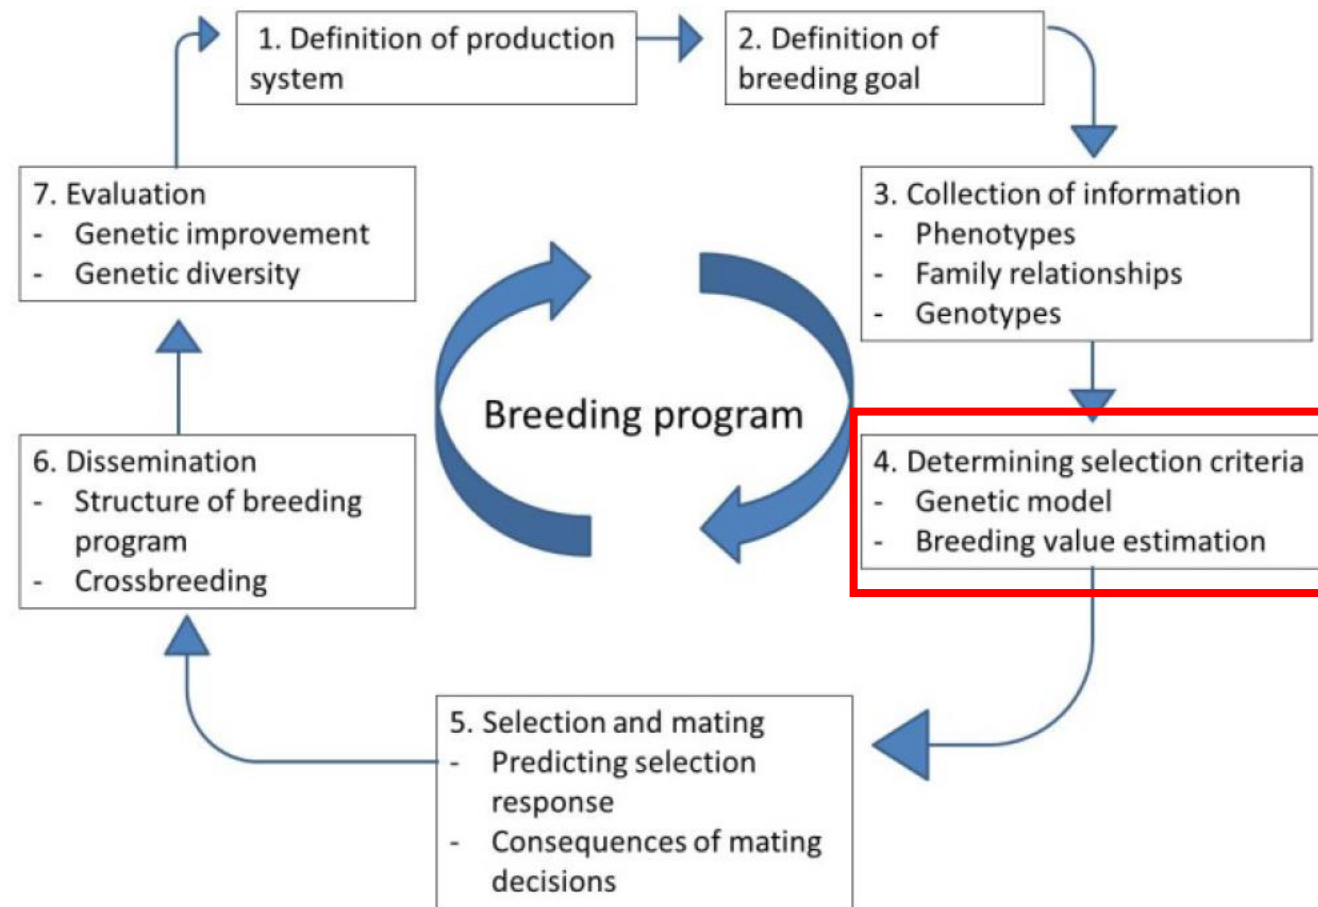 1. Definition of production
system
2. Definition of
breeding goal
3. Collection of information
- Phenotypes
- Family relationships
- Genotypes
4. Determining selection criteria
- Genetic model
- Breeding value estimation
5. Selection and mating
- Predicting selection
response
- Consequences of mating
decisions
6. Dissemination
- Structure of breeding
program
- Crossbreeding
7. Evaluation
- Genetic improvement
- Genetic diversity
Breeding program